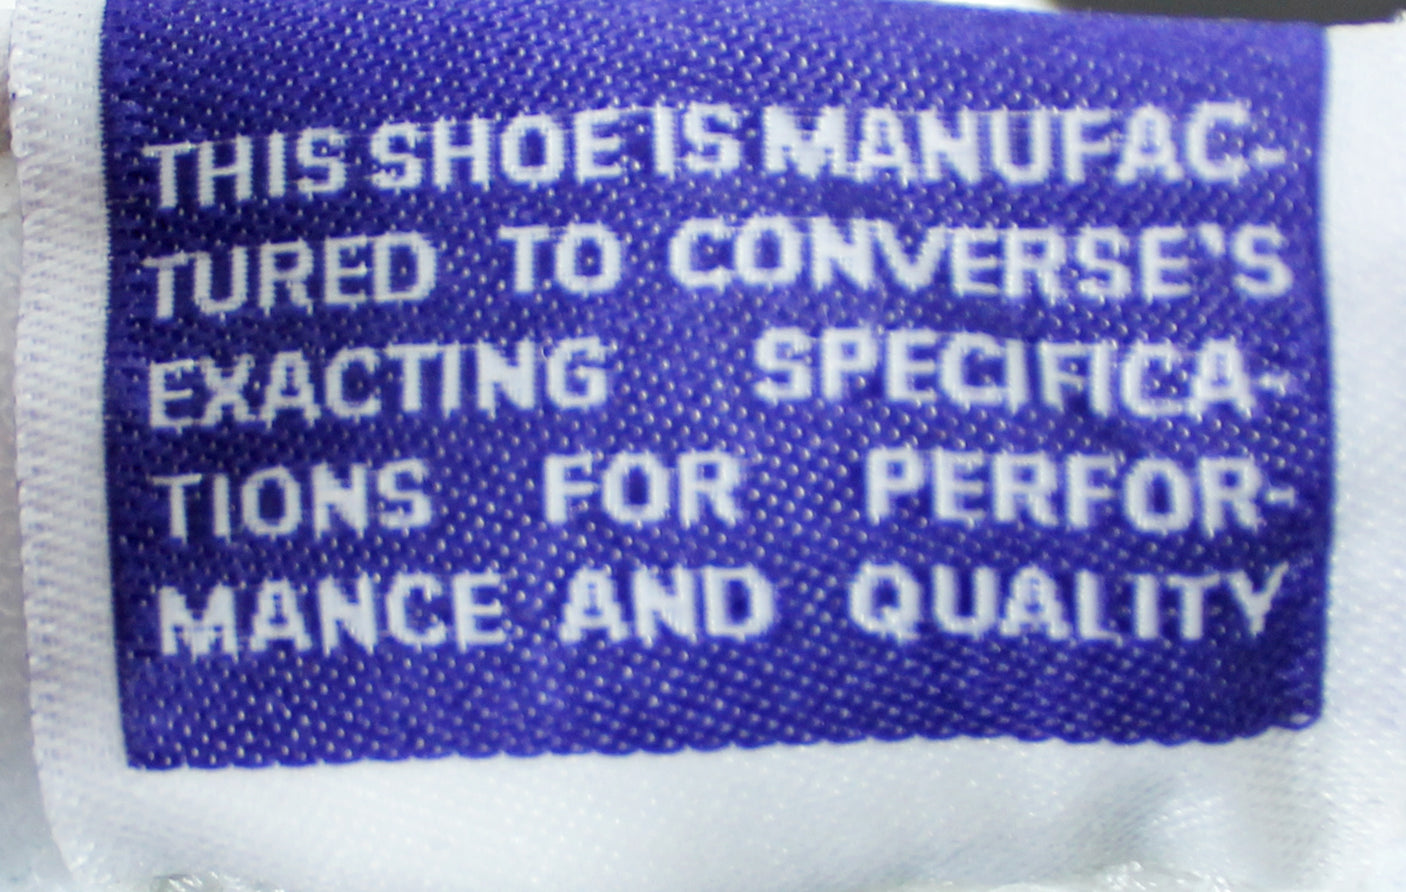 THIS SHOE IS MANUFAC-
TURED TO CONVERSE'S
EXACTING SPECIFICA-
TIONS FOR PERFOR-
MANCE AND QUALITY